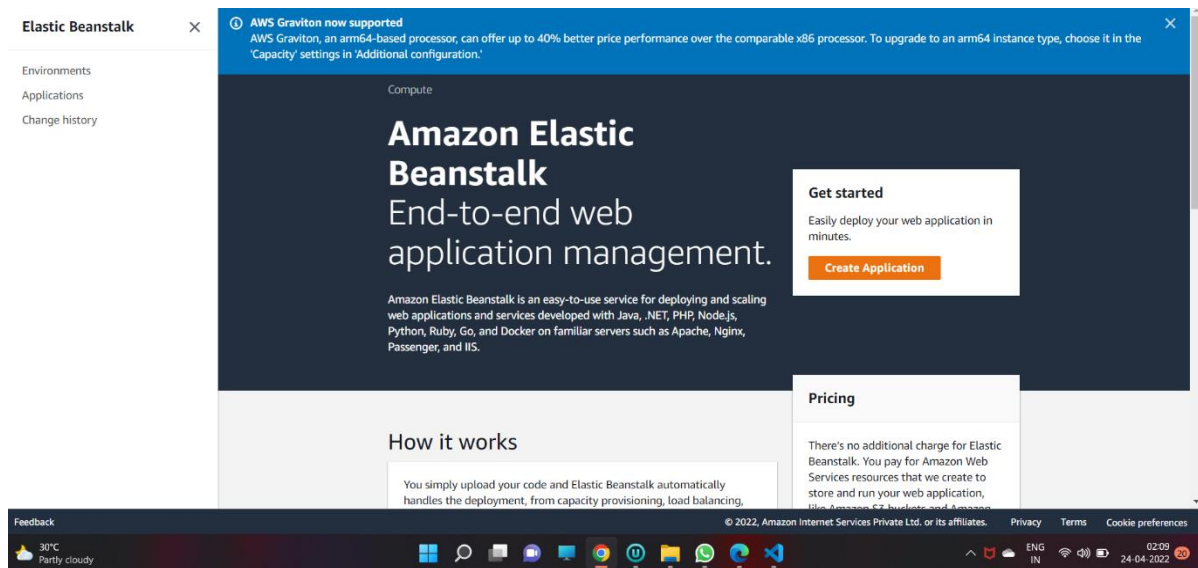 Elastic Beanstalk
Environments
Applications
Change history
AWS Graviton now supported
AWS Graviton, an arm64-based processor, can offer up to 40% better price performance over the comparable x86 processor. To upgrade to an arm64 instance type, choose it in the
'Capacity' settings in 'Additional configuration.'
Compute
Amazon Elastic
Beanstalk
End-to-end web
application management.
Amazon Elastic Beanstalk is an easy-to-use service for deploying and scaling
web applications and services developed with Java, .NET, PHP, Node.js,
Python, Ruby, Go, and Docker on familiar servers such as Apache, Nginx,
Passenger, and IIS.
Get started
Easily deploy your web application in
minutes.
Create Application
Pricing
There's no additional charge for Elastic
Beanstalk. You pay for Amazon Web
Services resources that we create to
store and run your web application,
like Amazon S3 buckets and Amazon
How it works
You simply upload your code and Elastic Beanstalk automatically
handles the deployment, from capacity provisioning, load balancing,
Feedback
© 2022, Amazon Internet Services Private Ltd. or its affiliates.
Privacy
Terms
Cookie preferences
30°C
Partly cloudy
ENG
IN
02:09
24-04-2022
20